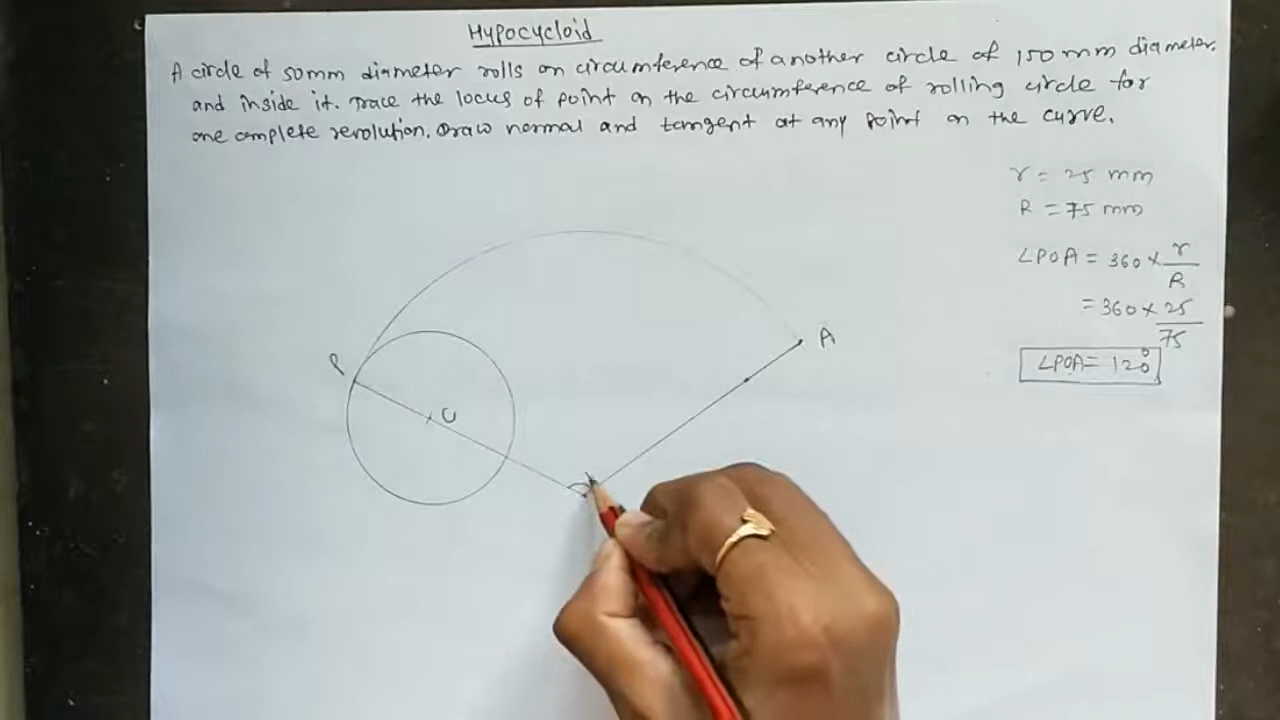 Hypocycloid
A circle of 50mm diameter rolls on circumference of another circle of 150 mm diameter.
and inside it. Trace the locus of point on the circumference of rolling circle for
one complete revolution. Draw normal and tangent at any point on the curve.
r = 25 mm
R = 75 mm
∠POA = 360 × r/R
= 360 × 25/75
∠POA = 120°
P
C
A